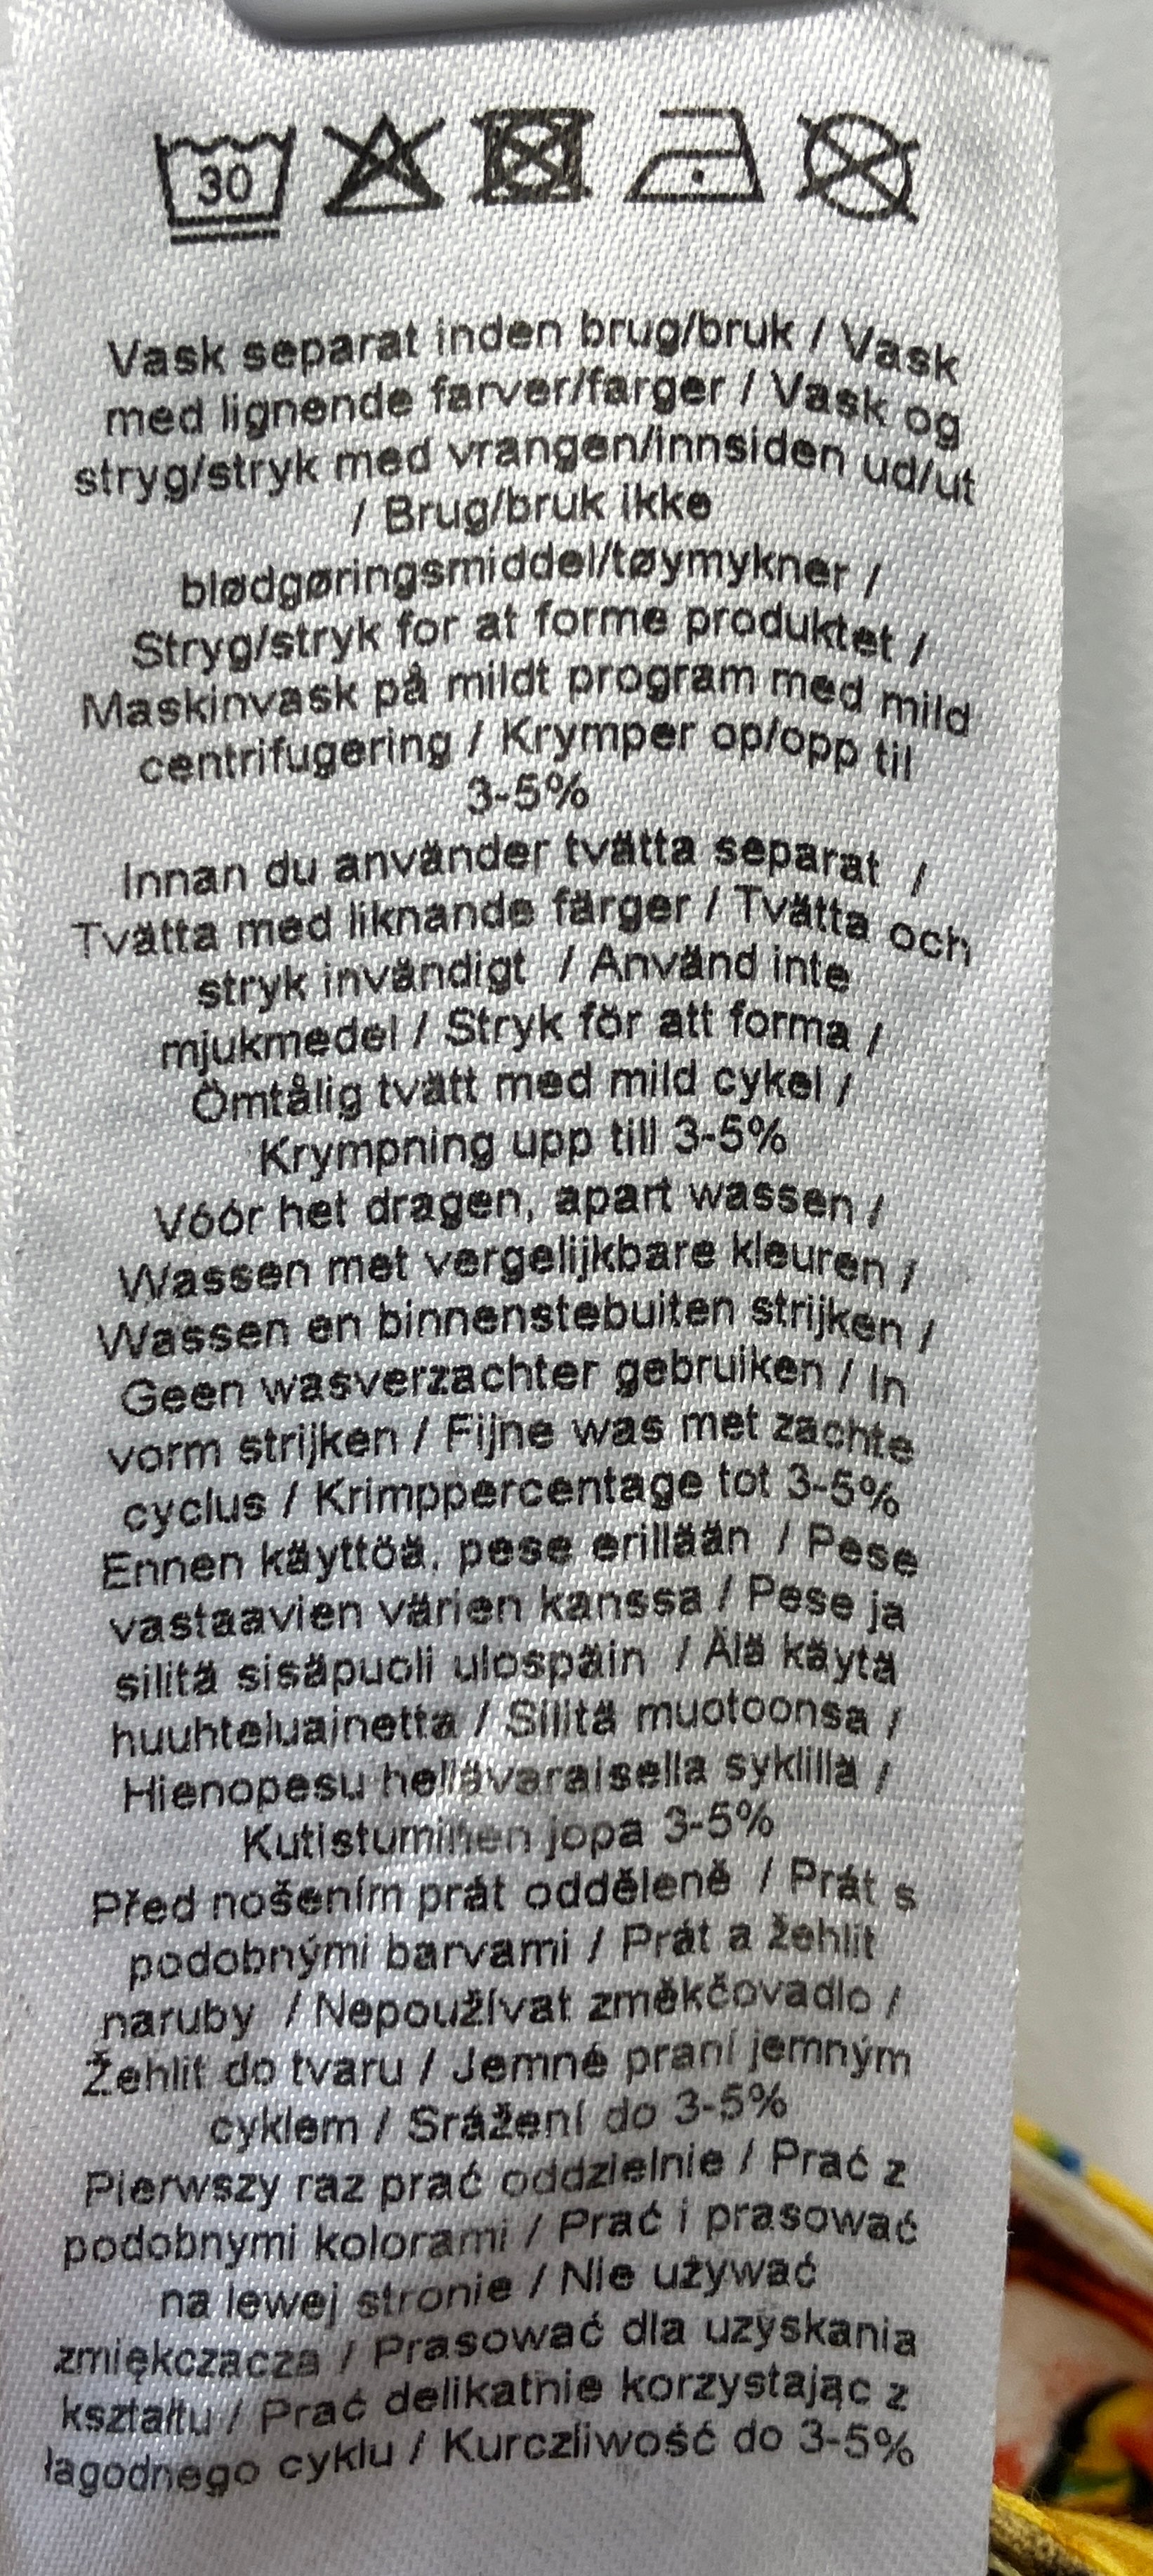 30
Vask separat inden brug/bruk / Vask
med lignende farver/farger / Vask og
stryg/stryk med vrangen/innsiden ud/ut
/ Brug/bruk ikke
blødgøringsmiddel/tøymykner /
Stryg/stryk for at forme produktet /
Maskinvask på mildt program med mild
centrifugering / Krymper op/opp til
3-5%
Innan du använder tvätta separat /
Tvätta med liknande färger / Tvätta och
stryk invändigt / Använd inte
mjukmedel / Stryk för att forma /
Ömtålig tvätt med mild cykel /
Krympning upp till 3-5%
Vóór het dragen, apart wassen /
Wassen met vergelijkbare kleuren /
Wassen en binnenstebuiten strijken /
Geen wasverzachter gebruiken / In
vorm strijken / Fijne was met zachte
cyclus / Krimppercentage tot 3-5%
Ennen käyttöä, pese erillään / Pese
vastaavien värien kanssa / Pese ja
silitä sisäpuoli ulospäin / Älä käytä
huuhteluainetta / Silitä muotoonsa /
Hienopesu hellävaraisella syklillä /
Kutistuminen jopa 3-5%
Před nošením prát odděleně / Prát s
podobnými barvami / Prát a žehlit
naruby / Nepoužívat změkčovadlo /
Žehlit do tvaru / Jemné praní jemným
cyklem / Srážení do 3-5%
Pierwszy raz prać oddzielnie / Prać z
podobnymi kolorami / Prać i prasować
na lewej stronie / Nie używać
zmiękczacza / Prasować dla uzyskania
kształtu / Prać delikatnie korzystając z
łagodnego cyklu / Kurczliwość do 3-5%